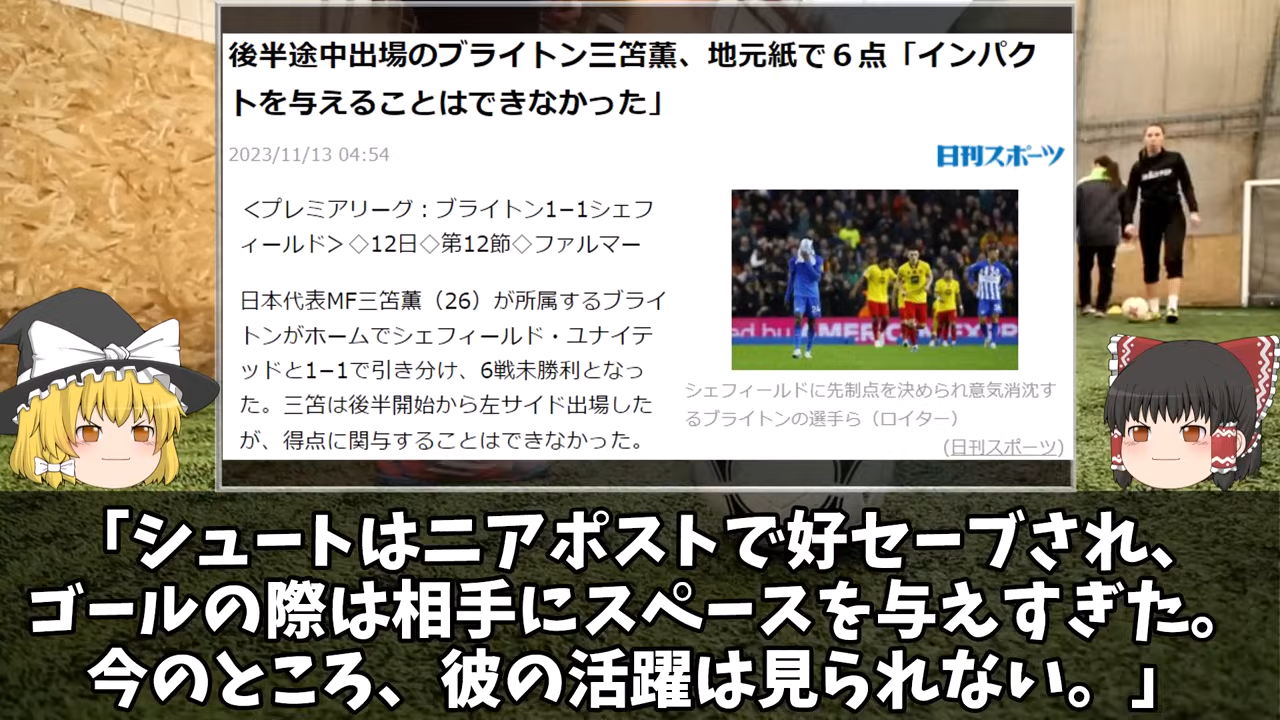 後半途中出場のブライトン三笘薫、地元紙で６点「インパク
トを与えることはできなかった」
2023/11/13 04:54
日刊スポーツ
＜プレミアリーグ：ブライトン1−1シェフ
ィールド＞◇12日◇第12節◇ファルマー
日本代表MF三笘薫（26）が所属するブライ
トンがホームでシェフィールド・ユナイテ
ッドと1−1で引き分け、6戦未勝利となっ
た。三笘は後半開始から左サイド出場した
が、得点に関与することはできなかった。
シェフィールドに先制点を決められ意気消沈す
るブライトンの選手ら（ロイター）
(日刊スポーツ)
「シュートはニアポストで好セーブされ、
ゴールの際は相手にスペースを与えすぎた。
今のところ、彼の活躍は見られない。」